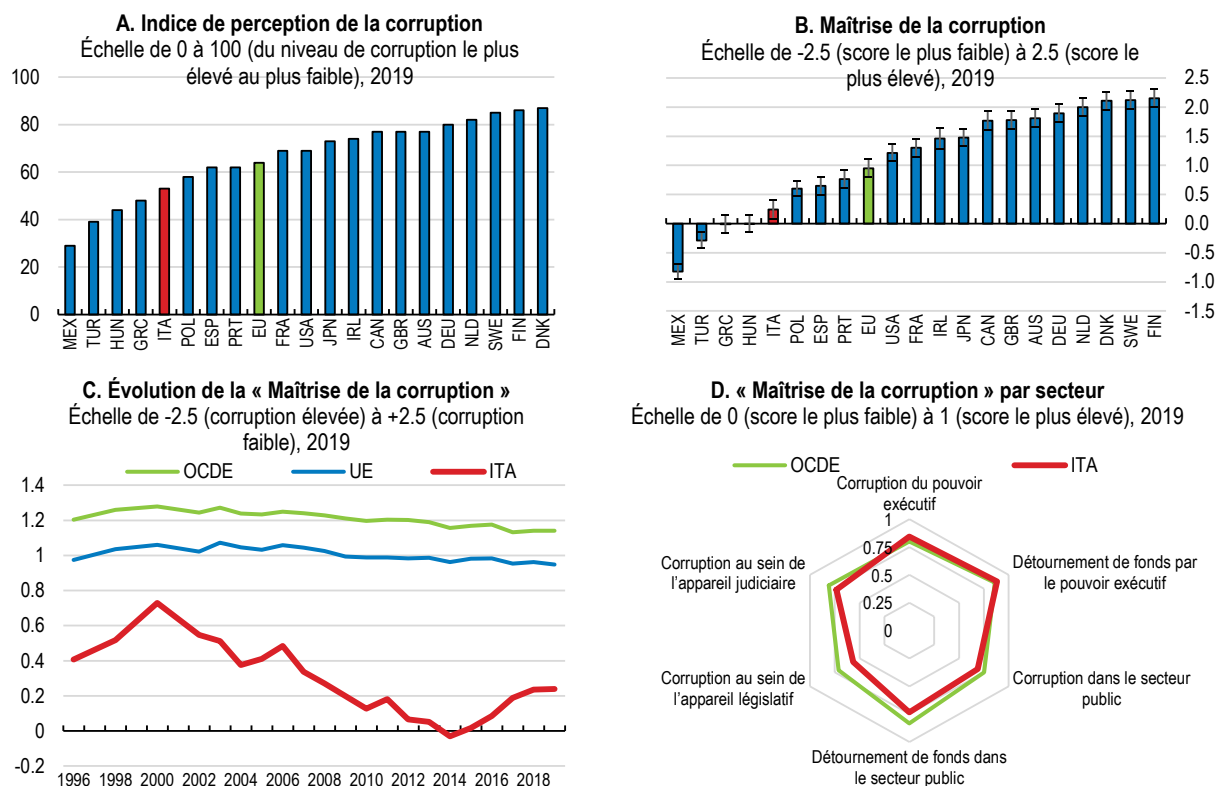 A. Indice de perception de la corruption
Échelle de 0 à 100 (du niveau de corruption le plus
élevé au plus faible), 2019
100
80
60
40
20
0
MEX TUR HUN GRC ITA POL ESP PRT EU FRA USA JPN IRL CAN GBR AUS DEU NLD SWE FIN DNK
B. Maîtrise de la corruption
Échelle de -2.5 (score le plus faible) à 2.5 (score le
plus élevé), 2019
2.5
2.0
1.5
1.0
0.5
0.0
-0.5
-1.0
-1.5
MEX TUR GRC HUN ITA POL ESP PRT EU USA FRA IRL JPN CAN GBR AUS DEU NLD DNK SWE FIN
C. Évolution de la « Maîtrise de la corruption »
Échelle de -2.5 (corruption élevée) à +2.5 (corruption
faible), 2019
OCDE UE ITA
1.4
1.2
1
0.8
0.6
0.4
0.2
0
-0.2
1996 1998 2000 2002 2004 2006 2008 2010 2012 2014 2016 2018
D. « Maîtrise de la corruption » par secteur
Échelle de 0 (score le plus faible) à 1 (score le plus élevé), 2019
OCDE ITA
Corruption du pouvoir
exécutif
1
0.75
0.5
0.25
0
Détournement de fonds par
le pouvoir exécutif
Corruption dans le secteur
public
Détournement de fonds dans
le secteur public
Corruption au sein de
l'appareil législatif
Corruption au sein de
l'appareil judiciaire